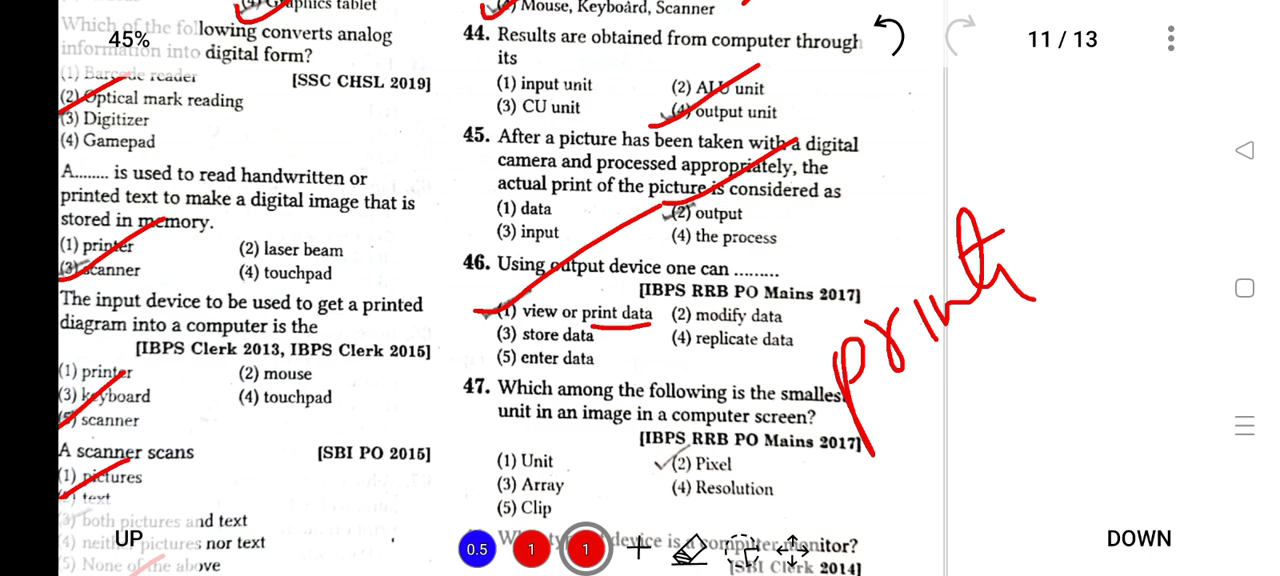 (4) Graphics tablet
Which of the following converts analog
information into digital form?
(1) Barcode reader [SSC CHSL 2019]
(2) Optical mark reading
(3) Digitizer
(4) Gamepad
A........ is used to read handwritten or
printed text to make a digital image that is
stored in memory.
(1) printer (2) laser beam
(3) scanner (4) touchpad
The input device to be used to get a printed
diagram into a computer is the
[IBPS Clerk 2013, IBPS Clerk 2015]
(1) printer (2) mouse
(3) keyboard (4) touchpad
(5) scanner
A scanner scans [SBI PO 2015]
(1) pictures
(2) text
(3) both pictures and text
(4) neither pictures nor text
(5) None of the above
Mouse, Keyboard, Scanner
44. Results are obtained from computer through
its
(1) input unit (2) ALU unit
(3) CU unit (4) output unit
45. After a picture has been taken with a digital
camera and processed appropriately, the
actual print of the picture is considered as
(1) data (2) output
(3) input (4) the process
46. Using output device one can .........
[IBPS RRB PO Mains 2017]
(1) view or print data (2) modify data
(3) store data (4) replicate data
(5) enter data
47. Which among the following is the smallest
unit in an image in a computer screen?
[IBPS RRB PO Mains 2017]
(1) Unit (2) Pixel
(3) Array (4) Resolution
(5) Clip
device is a computer monitor?
[SBI Clerk 2014]
print
45%
11 / 13
UP
0.5
1
1
DOWN